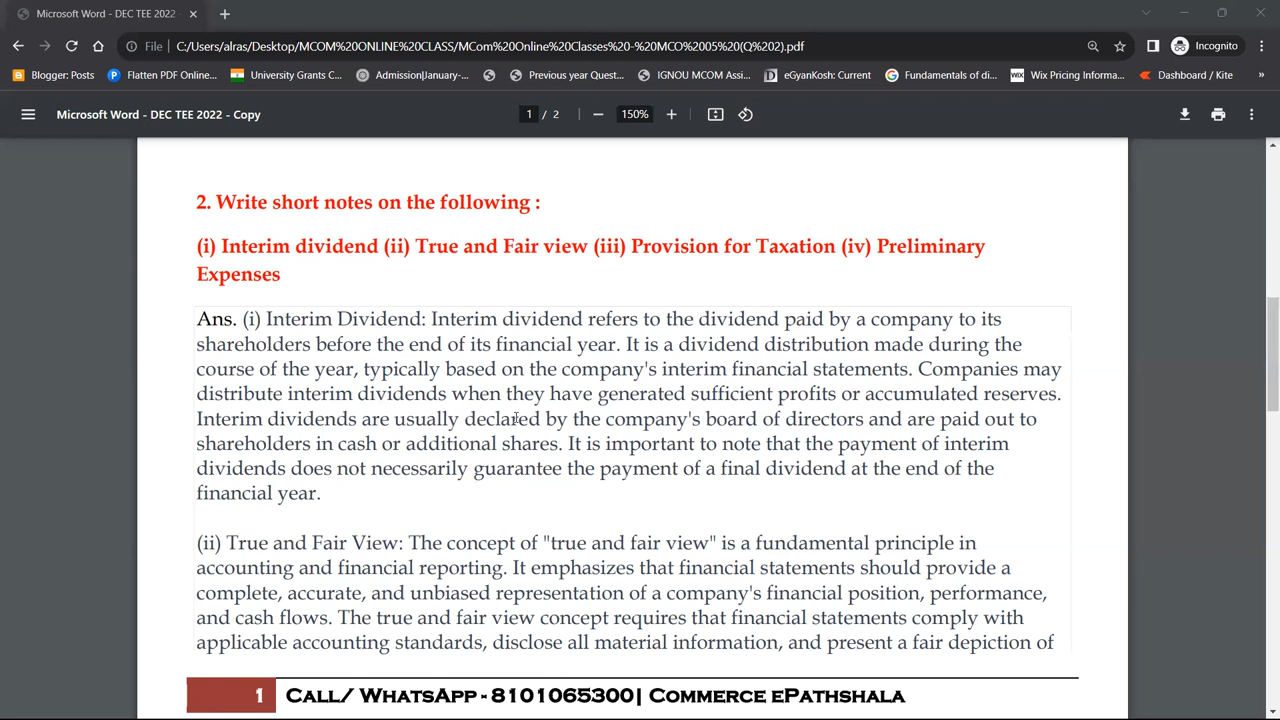 Microsoft Word - DEC TEE 2022
File C:/Users/alras/Desktop/MCOM%20ONLINE%20CLASS/MCom%20Online%20Classes%20-%20MCO%2005%20(Q%202).pdf
Incognito
Blogger: Posts
Flatten PDF Online...
University Grants C...
Admission|January-...
Previous year Quest...
IGNOU MCOM Assi...
eGyanKosh: Current
Fundamentals of di...
WIX Wix Pricing Informa...
Dashboard / Kite
»
Microsoft Word - DEC TEE 2022 - Copy
1 / 2
150%
2. Write short notes on the following :
(i) Interim dividend (ii) True and Fair view (iii) Provision for Taxation (iv) Preliminary
Expenses
Ans. (i) Interim Dividend: Interim dividend refers to the dividend paid by a company to its
shareholders before the end of its financial year. It is a dividend distribution made during the
course of the year, typically based on the company's interim financial statements. Companies may
distribute interim dividends when they have generated sufficient profits or accumulated reserves.
Interim dividends are usually declared by the company's board of directors and are paid out to
shareholders in cash or additional shares. It is important to note that the payment of interim
dividends does not necessarily guarantee the payment of a final dividend at the end of the
financial year.
(ii) True and Fair View: The concept of "true and fair view" is a fundamental principle in
accounting and financial reporting. It emphasizes that financial statements should provide a
complete, accurate, and unbiased representation of a company's financial position, performance,
and cash flows. The true and fair view concept requires that financial statements comply with
applicable accounting standards, disclose all material information, and present a fair depiction of
1 CALL/ WHATSAPP - 8101065300| COMMERCE EPATHSHALA